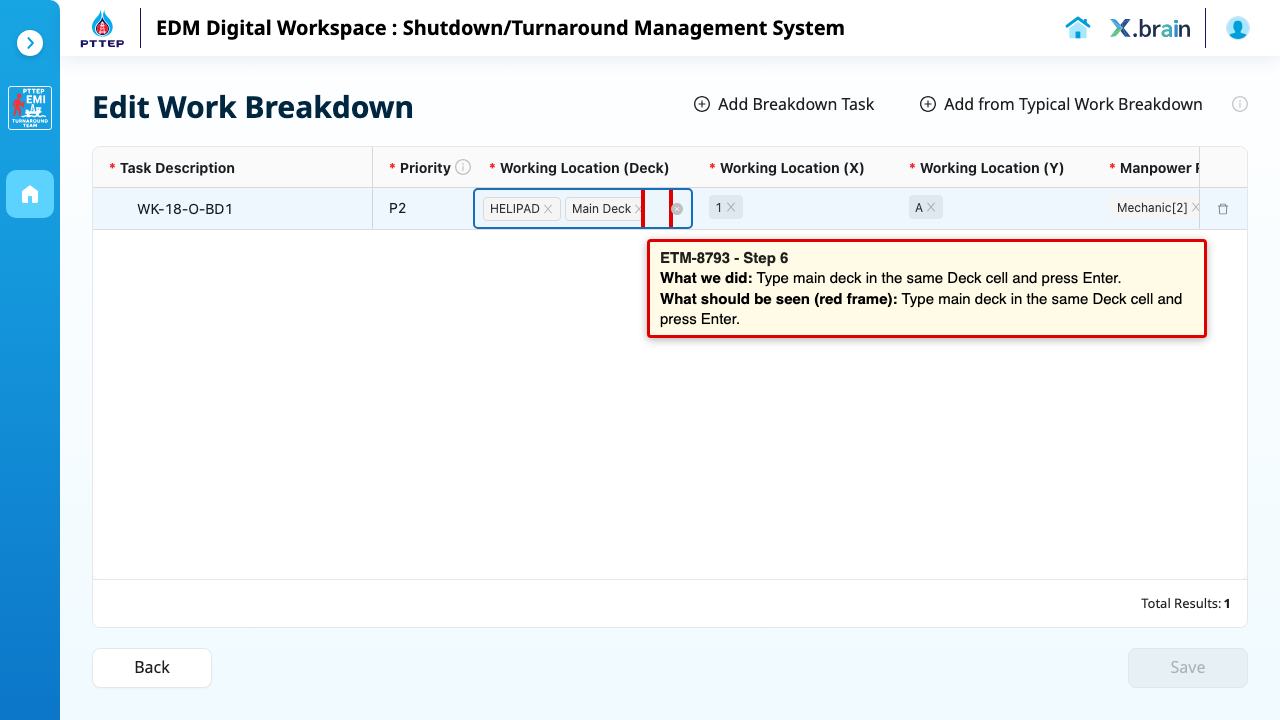 PTTEP
EDM Digital Workspace : Shutdown/Turnaround Management System
X.brain
PTTEP
EMI
TURNAROUND
TEAM
Edit Work Breakdown
Add Breakdown Task
Add from Typical Work Breakdown
* Task Description
* Priority
* Working Location (Deck)
* Working Location (X)
* Working Location (Y)
* Manpower
WK-18-O-BD1
P2
HELIPAD
Main Deck
1
A
Mechanic[2]
ETM-8793 - Step 6
What we did: Type main deck in the same Deck cell and press Enter.
What should be seen (red frame): Type main deck in the same Deck cell and
press Enter.
Total Results: 1
Back
Save